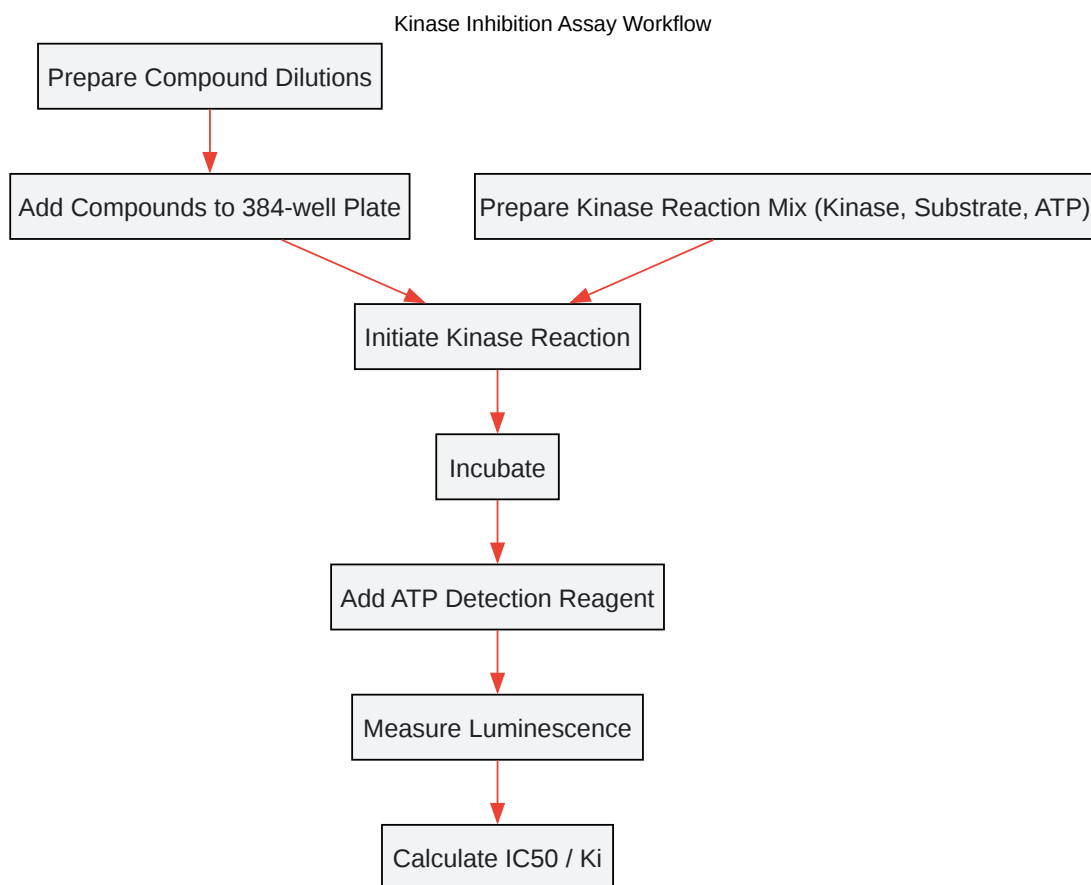 Kinase Inhibition Assay Workflow
Prepare Compound Dilutions
Add Compounds to 384-well Plate
Prepare Kinase Reaction Mix (Kinase, Substrate, ATP)
Initiate Kinase Reaction
Incubate
Add ATP Detection Reagent
Measure Luminescence
Calculate IC50 / Ki